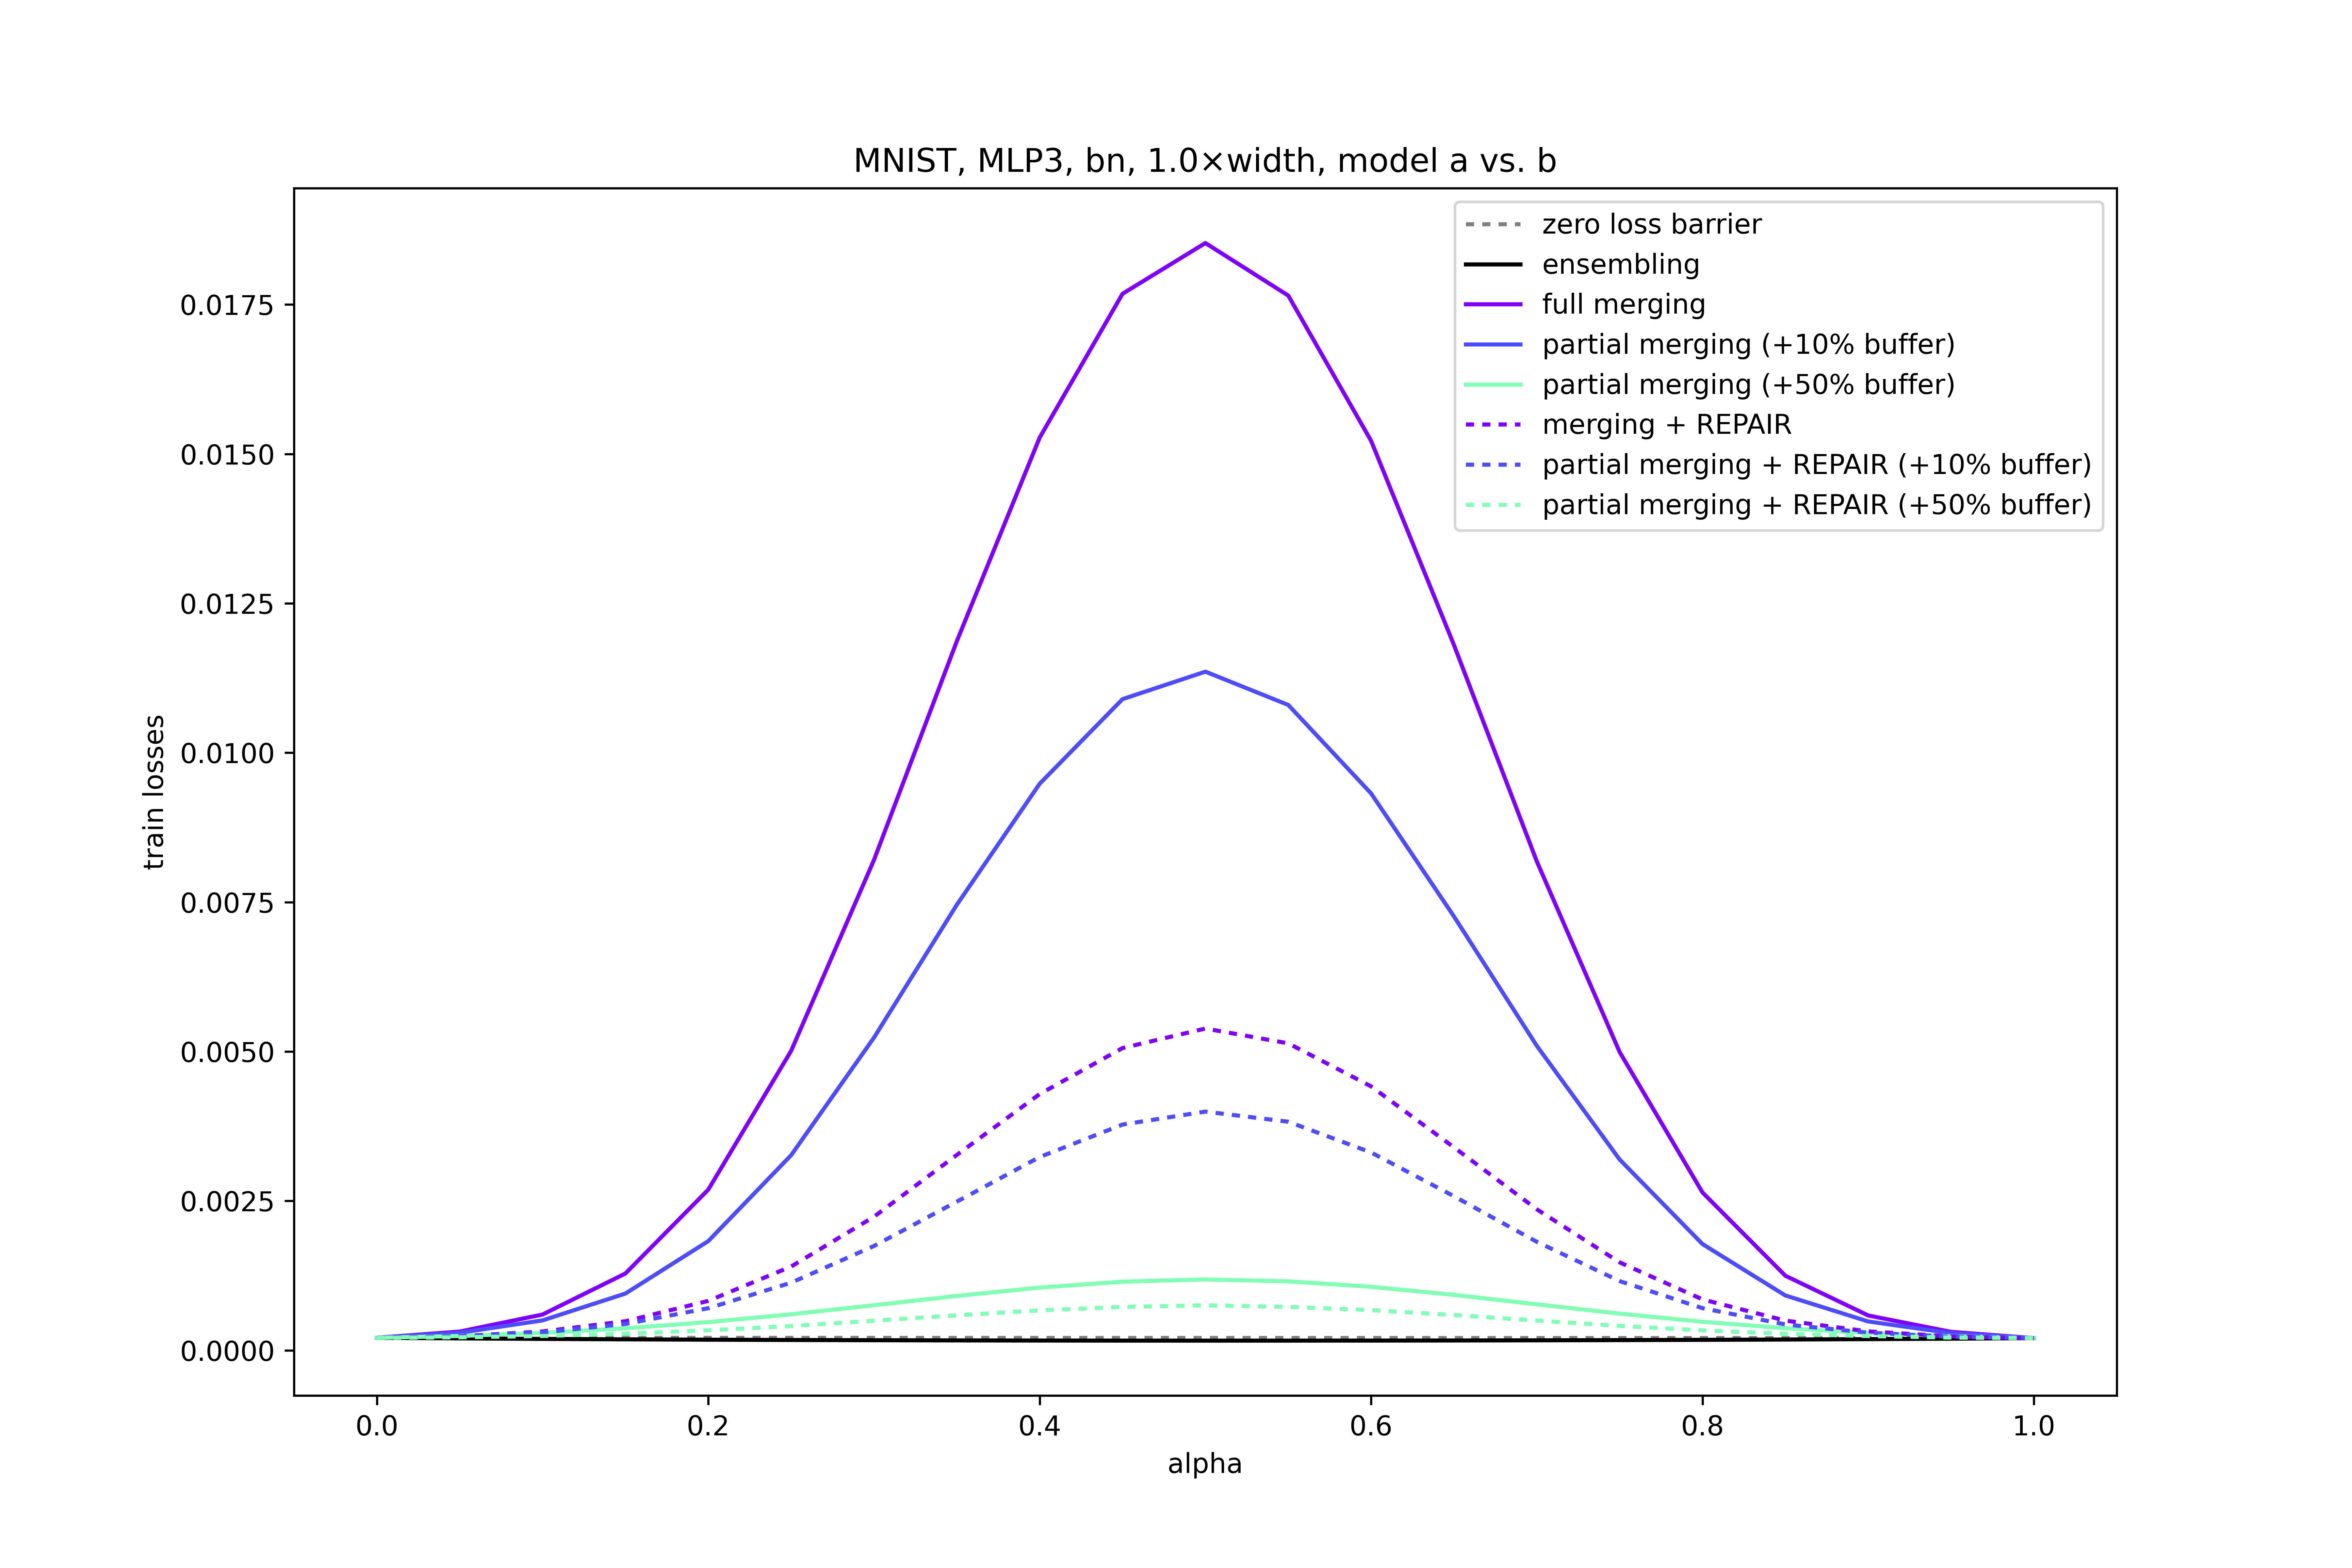 MNIST, MLP3, bn, 1.0×width, model a vs. b
zero loss barrier
ensembling
full merging
partial merging (+10% buffer)
partial merging (+50% buffer)
merging + REPAIR
partial merging + REPAIR (+10% buffer)
partial merging + REPAIR (+50% buffer)
train losses
0.0175
0.0150
0.0125
0.0100
0.0075
0.0050
0.0025
0.0000
0.0 0.2 0.4 0.6 0.8 1.0
alpha